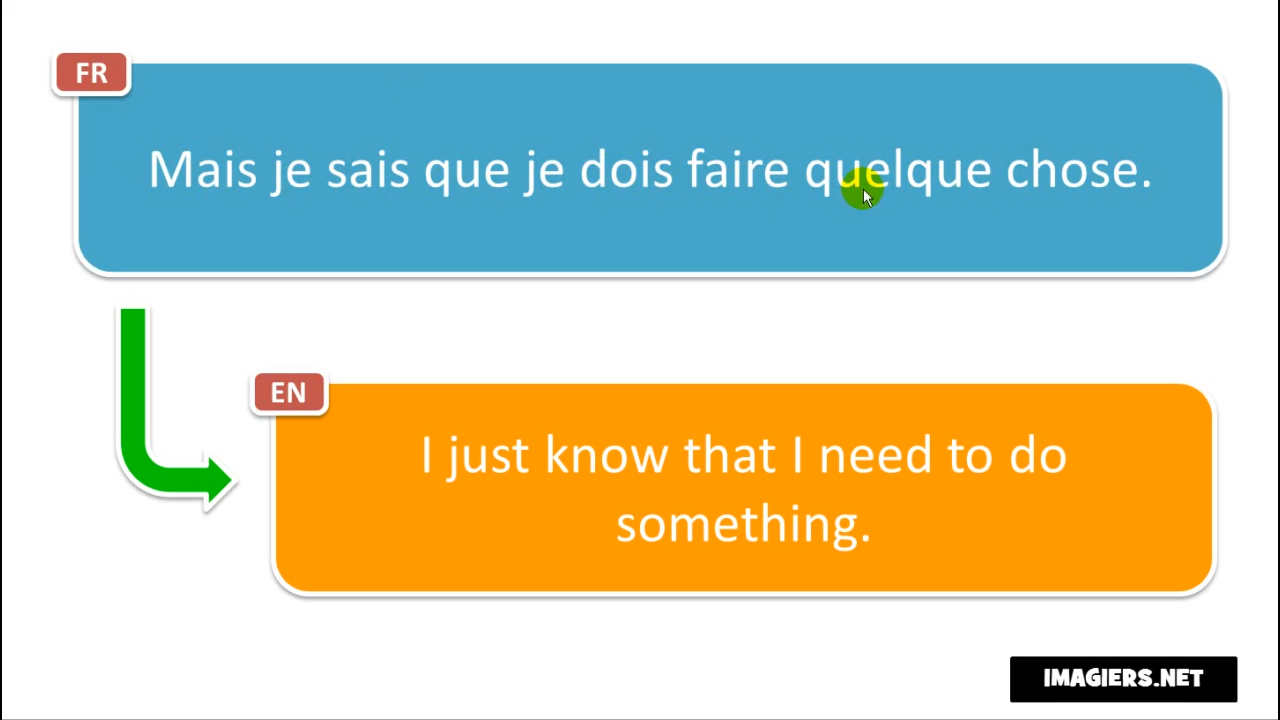 FR
Mais je sais que je dois faire quelque chose.
EN
I just know that I need to do
something.
IMAGIERS.NET